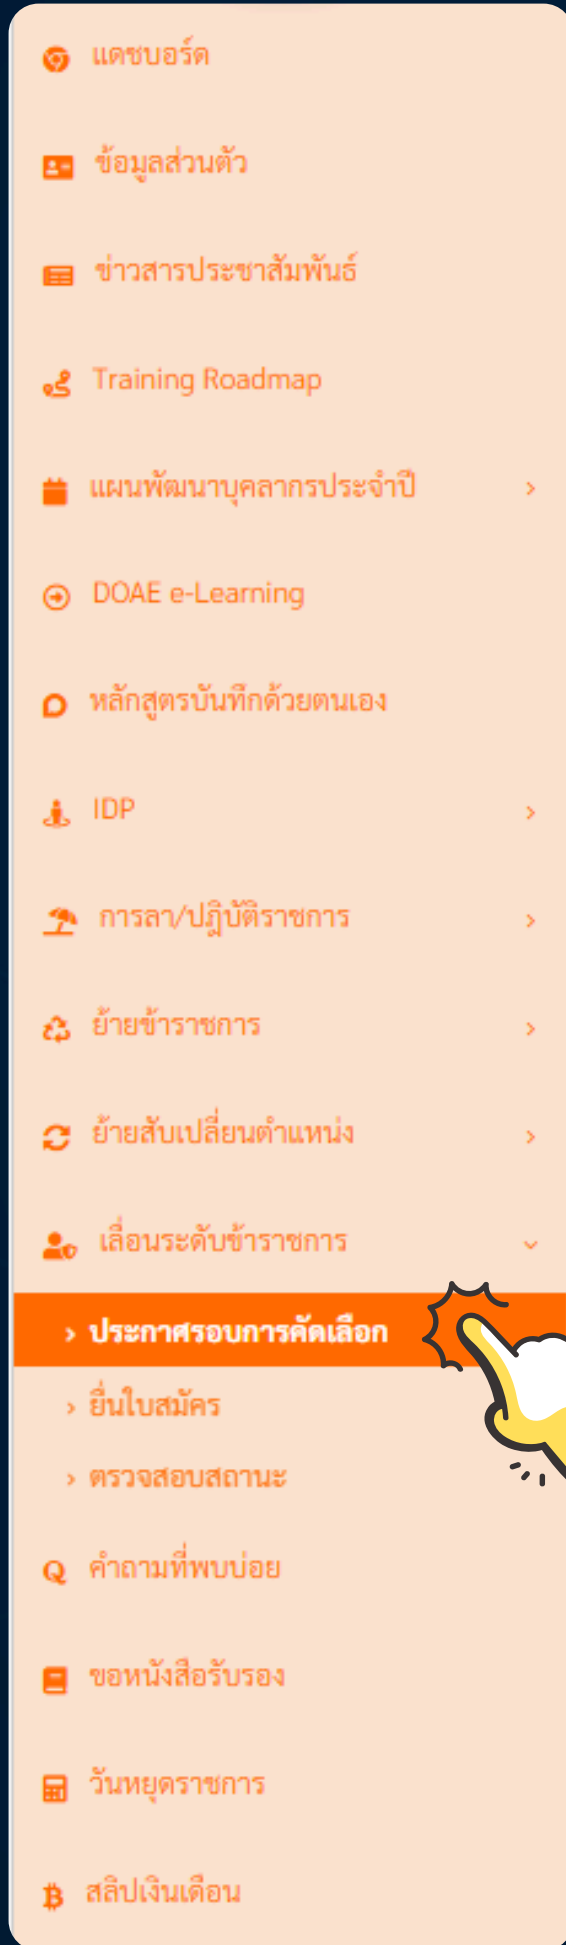 แดชบอร์ด
ข้อมูลส่วนตัว
ข่าวสารประชาสัมพันธ์
Training Roadmap
แผนพัฒนาบุคลากรประจำปี
DOAE e-Learning
หลักสูตรบันทึกด้วยตนเอง
IDP
การลา/ปฏิบัติราชการ
ย้ายข้าราชการ
ย้ายสับเปลี่ยนตำแหน่ง
เลื่อนระดับข้าราชการ
ประกาศรอบการคัดเลือก
ยื่นใบสมัคร
ตรวจสอบสถานะ
คำถามที่พบบ่อย
ขอหนังสือรับรอง
วันหยุดราชการ
สลิปเงินเดือน